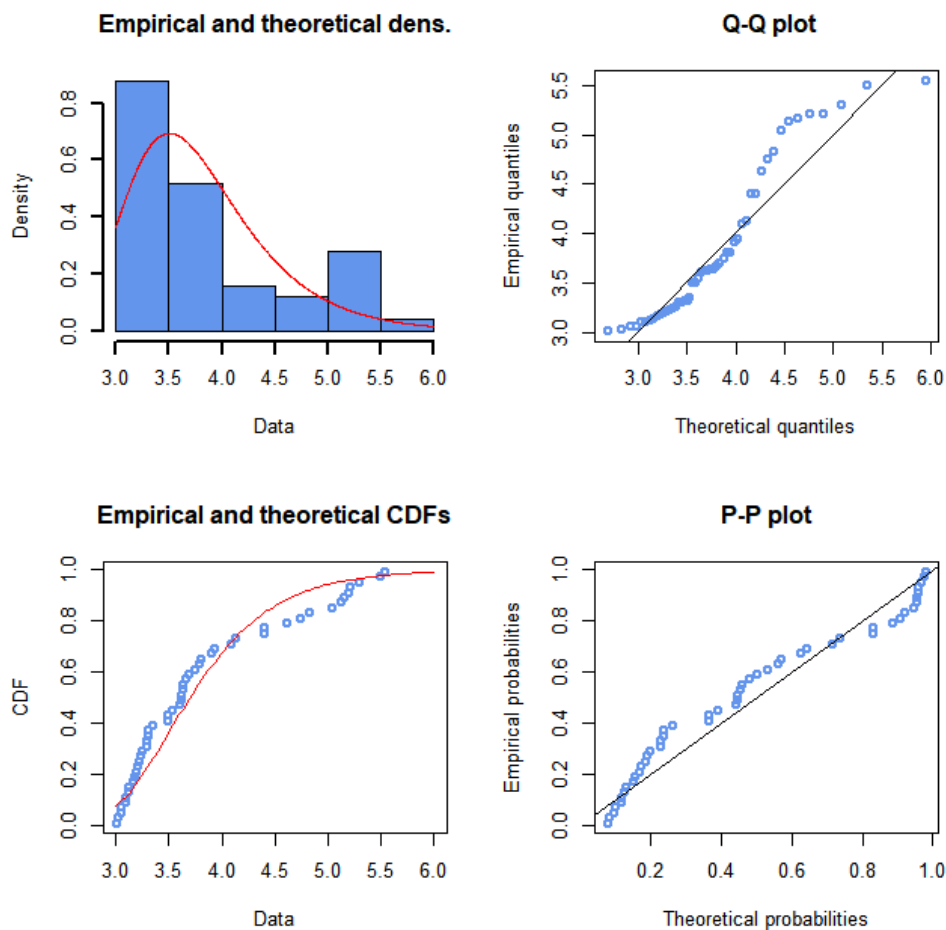 Empirical and theoretical dens.
Density
0.0 0.2 0.4 0.6 0.8
3.0 3.5 4.0 4.5 5.0 5.5 6.0
Data
Q-Q plot
Empirical quantiles
3.0 3.5 4.0 4.5 5.0 5.5
3.0 3.5 4.0 4.5 5.0 5.5 6.0
Theoretical quantiles
Empirical and theoretical CDFs
CDF
0.0 0.2 0.4 0.6 0.8 1.0
3.0 3.5 4.0 4.5 5.0 5.5 6.0
Data
P-P plot
Empirical probabilities
0.0 0.2 0.4 0.6 0.8 1.0
0.2 0.4 0.6 0.8 1.0
Theoretical probabilities